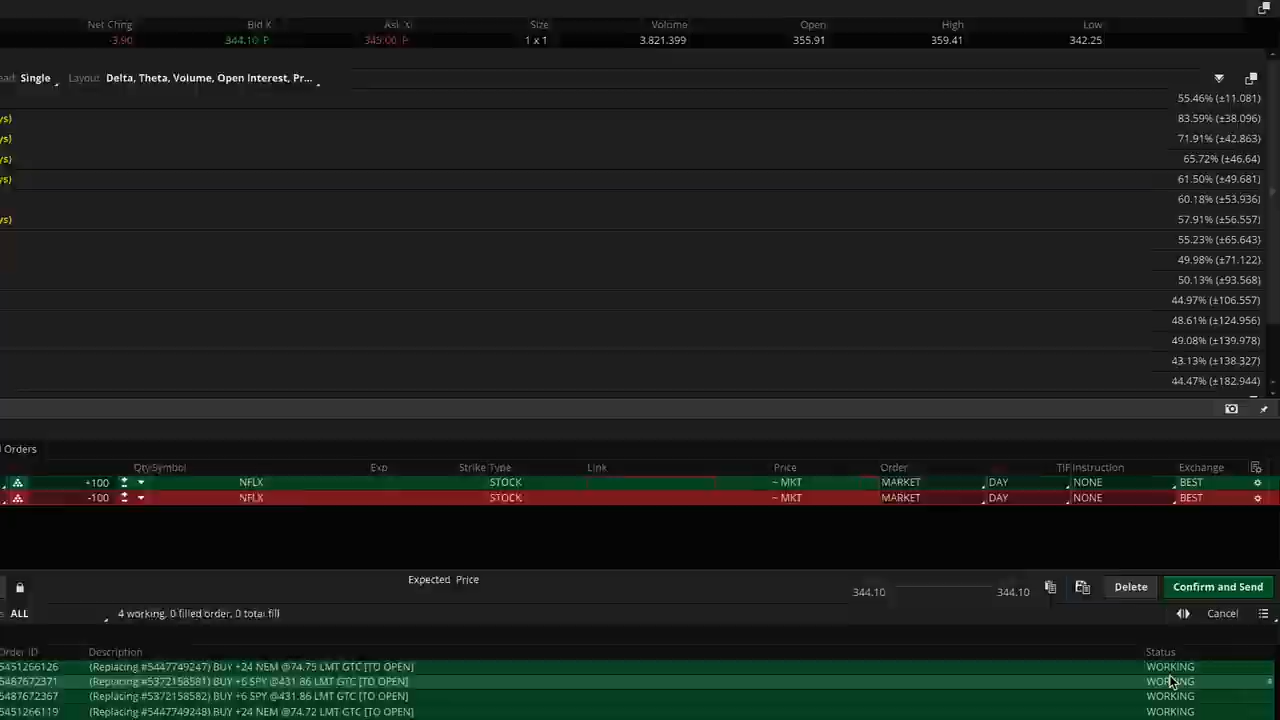 Net Chng Bid K Ask X Size Volume Open High Low
-3.90 344.10 P 345.00 P 1 x 1 3,821,399 355.91 359.41 342.25
ead: Single Layout: Delta, Theta, Volume, Open Interest, Pr...
55.46% (±11.081)
ys) 83.59% (±38.096)
ys) 71.91% (±42.863)
ys) 65.72% (±46.64)
ys) 61.50% (±49.681)
60.18% (±53.936)
ys) 57.91% (±56.557)
55.23% (±65.643)
49.98% (±71.122)
50.13% (±93.568)
44.97% (±106.557)
48.61% (±124.956)
49.08% (±139.978)
43.13% (±138.327)
44.47% (±182.944)
Orders
Qty Symbol Exp Strike Type Link Price Order TIF Instruction Exchange
+100 NFLX STOCK ~ MKT MARKET DAY NONE BEST
-100 NFLX STOCK ~ MKT MARKET DAY NONE BEST
Expected Price 344.10 344.10 Delete Confirm and Send
ALL 4 working, 0 filled order, 0 total fill Cancel
Order ID Description Status
5451266126 (Replacing #5447749247) BUY +24 NEM @74.75 LMT GTC [TO OPEN] WORKING
5487672371 (Replacing #5372158581) BUY +6 SPY @431.86 LMT GTC [TO OPEN] WORKING
5487672367 (Replacing #5372158582) BUY +6 SPY @431.86 LMT GTC [TO OPEN] WORKING
5451266119 (Replacing #5447749248) BUY +24 NEM @74.72 LMT GTC [TO OPEN] WORKING